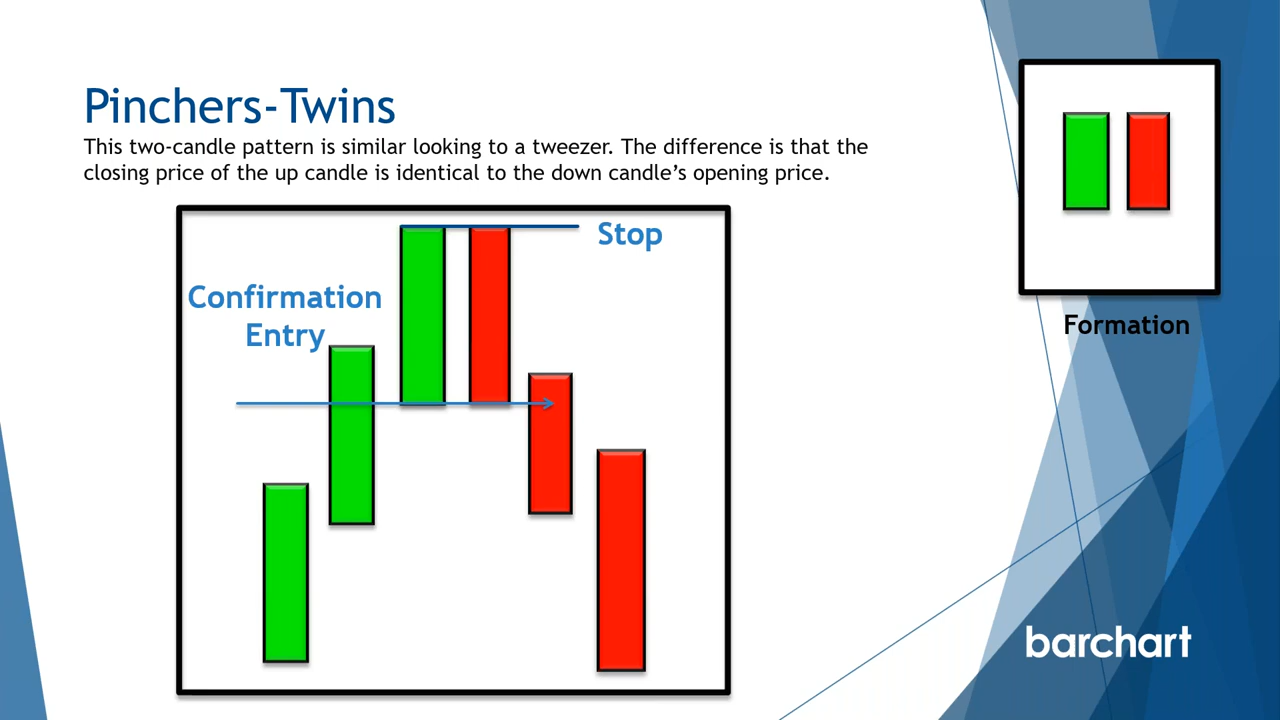 Pinchers-Twins
This two-candle pattern is similar looking to a tweezer. The difference is that the
closing price of the up candle is identical to the down candle’s opening price.
Stop
Confirmation
Entry
Formation
barchart